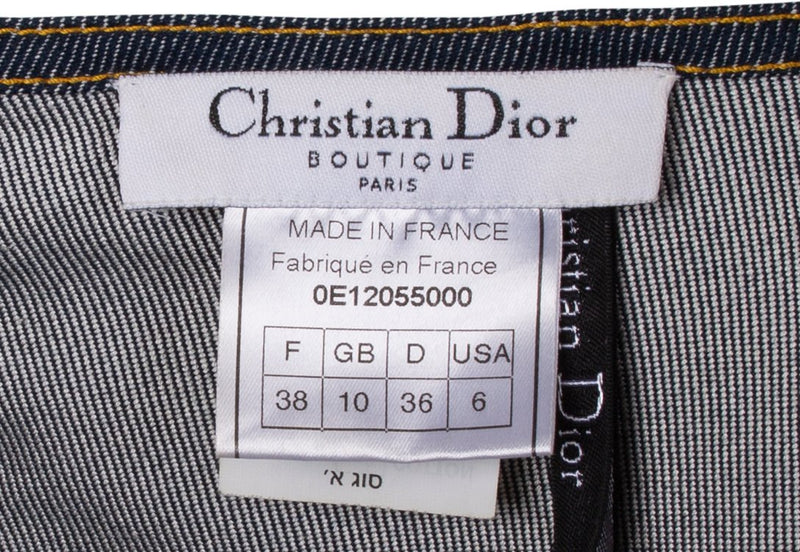 Christian Dior
BOUTIQUE
PARIS
MADE IN FRANCE
Fabriqué en France
0E12055000
F GB D USA
38 10 36 6
סוג א'
ristian Dior